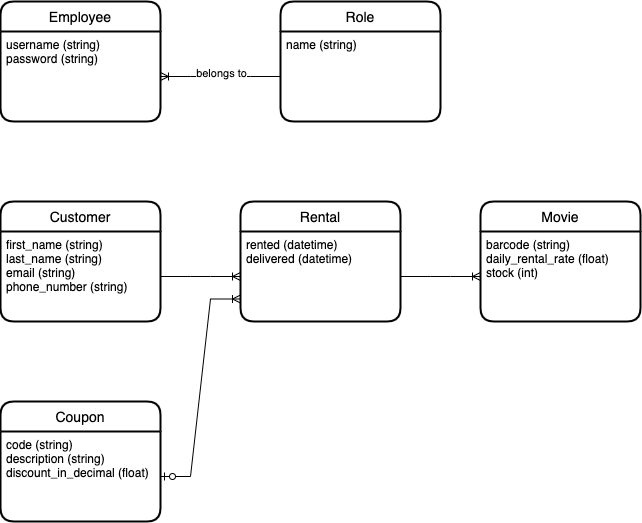 Employee
username (string)
password (string)
belongs to
Role
name (string)
Customer
first_name (string)
last_name (string)
email (string)
phone_number (string)
Rental
rented (datetime)
delivered (datetime)
Movie
barcode (string)
daily_rental_rate (float)
stock (int)
Coupon
code (string)
description (string)
discount_in_decimal (float)